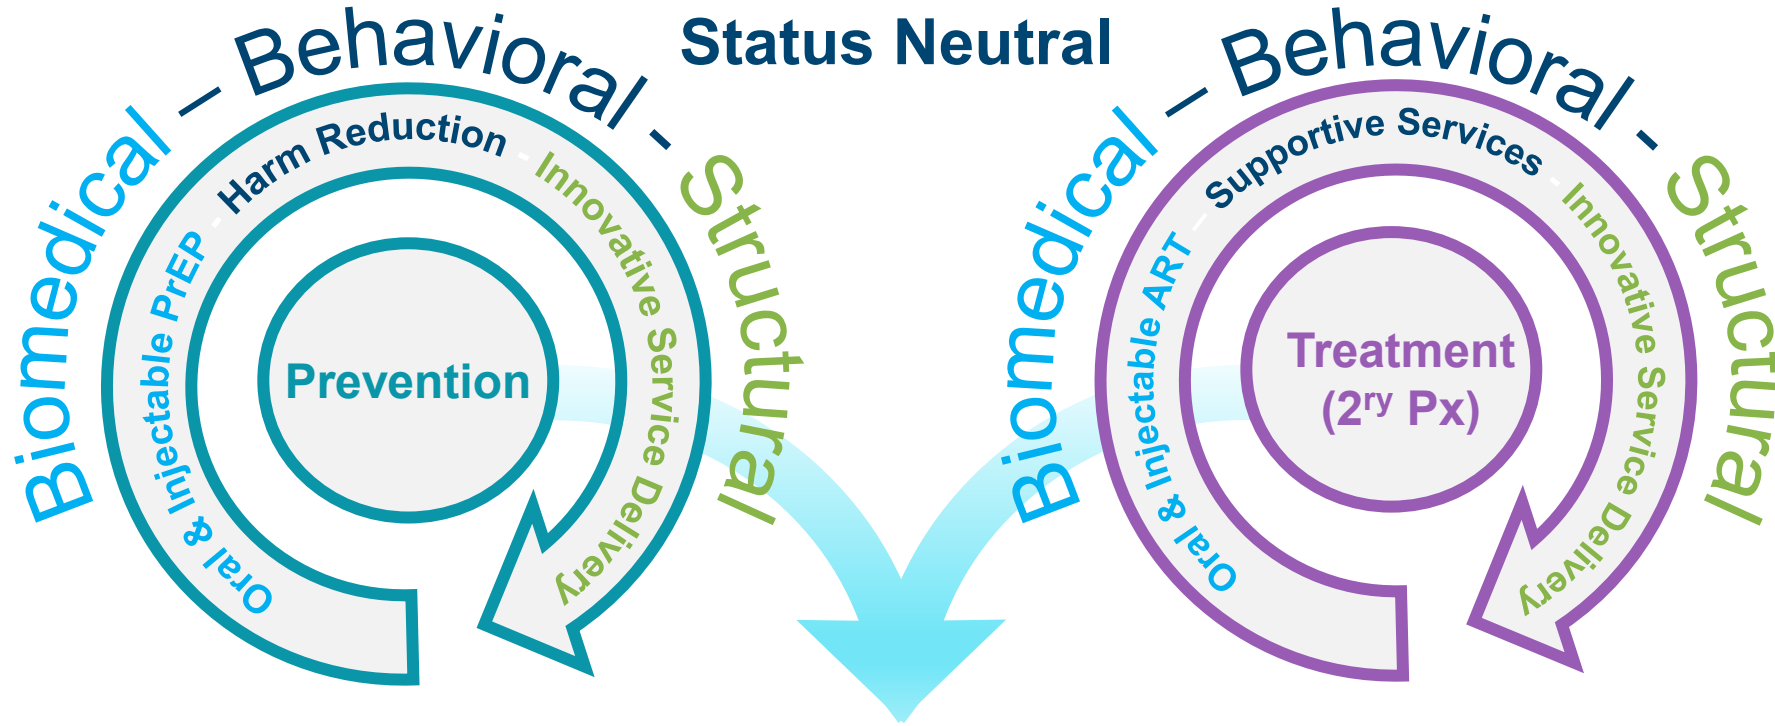 Status Neutral
Biomedical – Behavioral - Structural
Oral & Injectable PrEP - Harm Reduction - Innovative Service Delivery
Prevention
Biomedical – Behavioral - Structural
Oral & Injectable ART – Supportive Services - Innovative Service Delivery
Treatment
(2ry Px)